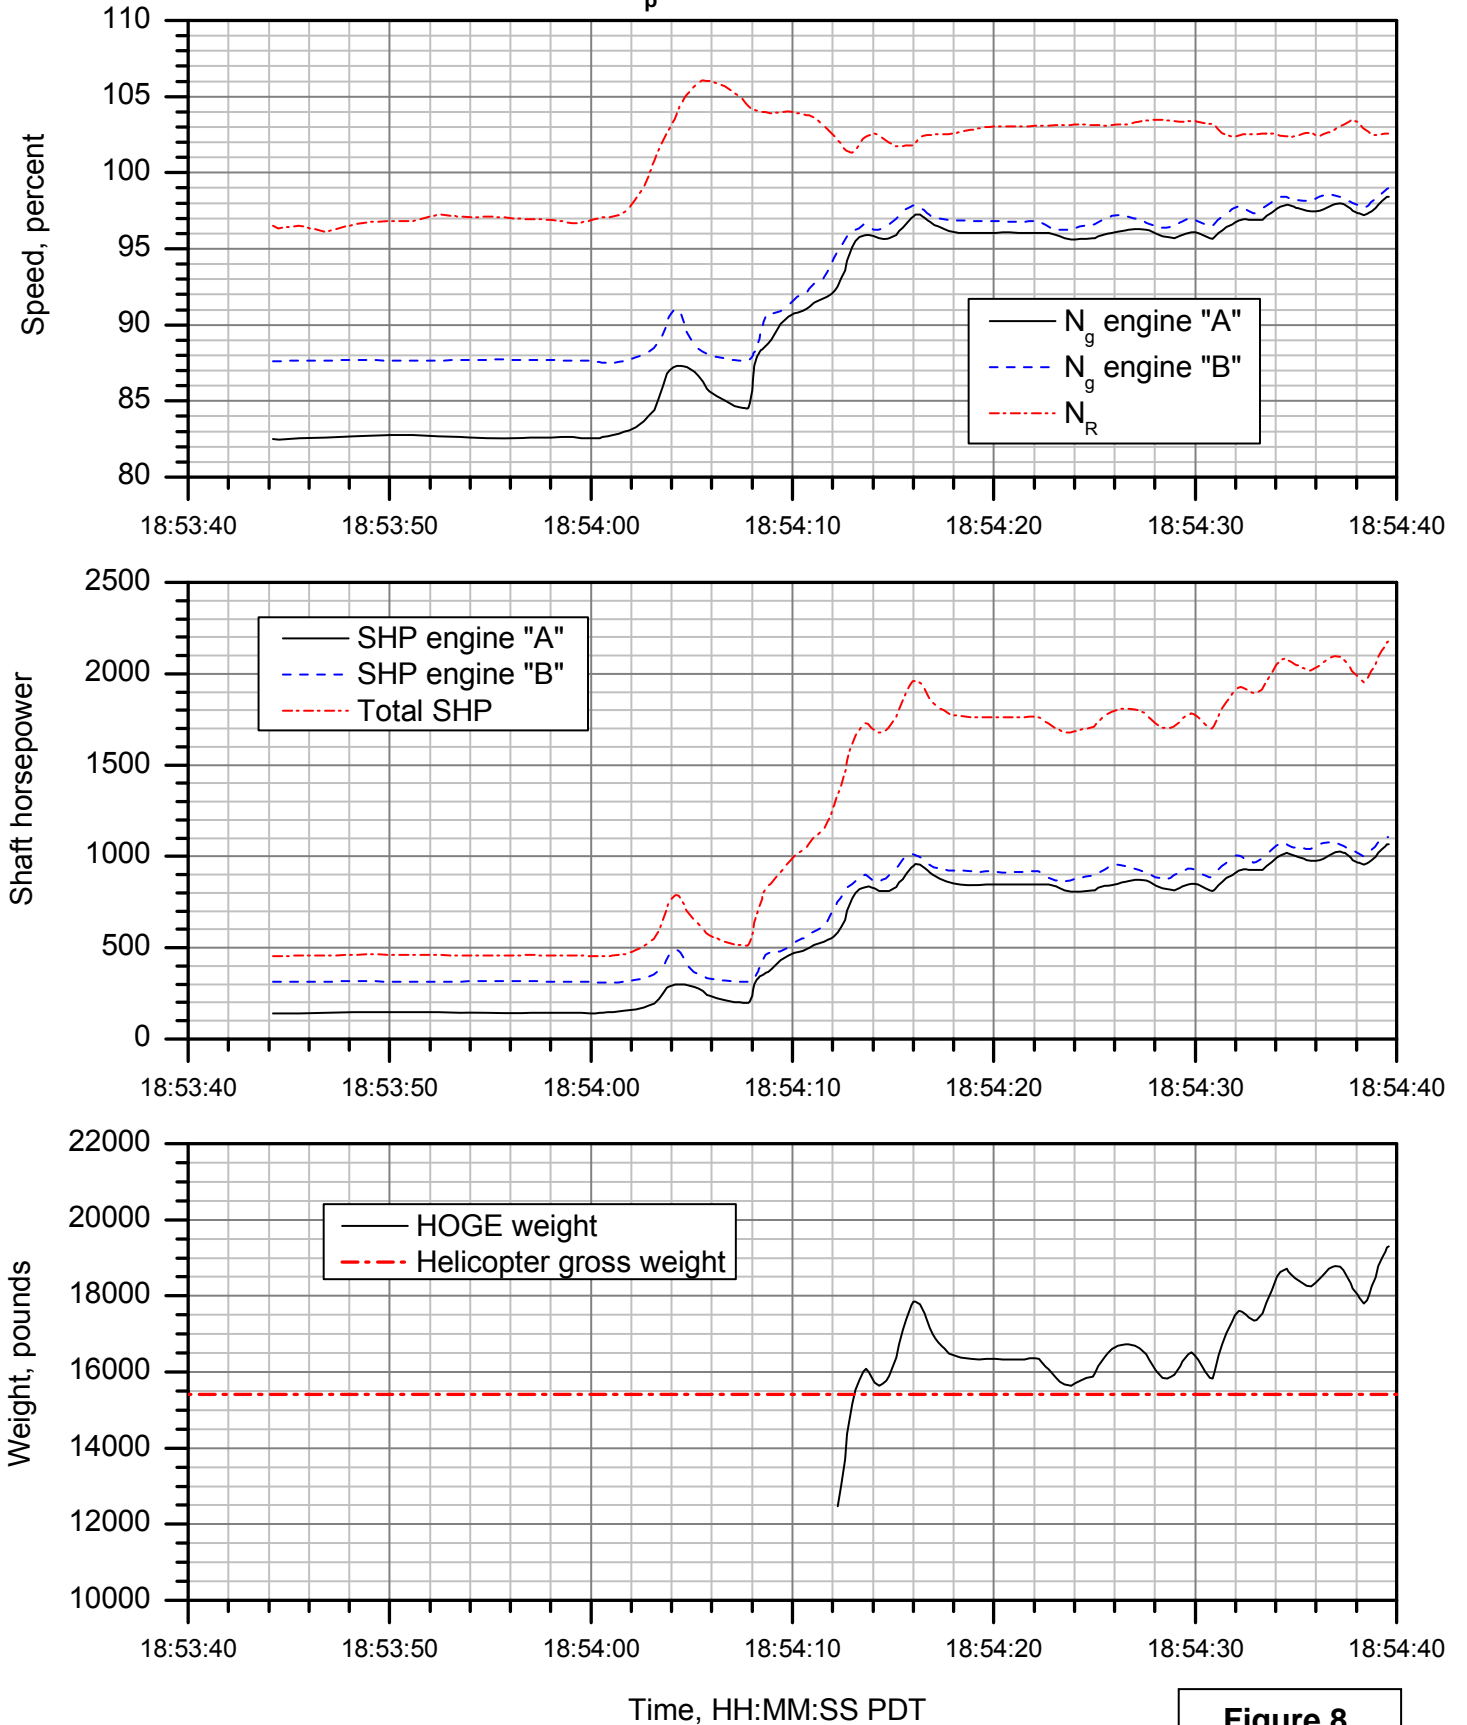 p
110
105
100
95
90
85
80
Speed, percent
N_g engine "A"
N_g engine "B"
N_R
18:53:40 18:53:50 18:54:00 18:54:10 18:54:20 18:54:30 18:54:40
2500
2000
1500
1000
500
0
Shaft horsepower
SHP engine "A"
SHP engine "B"
Total SHP
18:53:40 18:53:50 18:54:00 18:54:10 18:54:20 18:54:30 18:54:40
22000
20000
18000
16000
14000
12000
10000
Weight, pounds
HOGE weight
Helicopter gross weight
18:53:40 18:53:50 18:54:00 18:54:10 18:54:20 18:54:30 18:54:40
Time, HH:MM:SS PDT
Figure 8